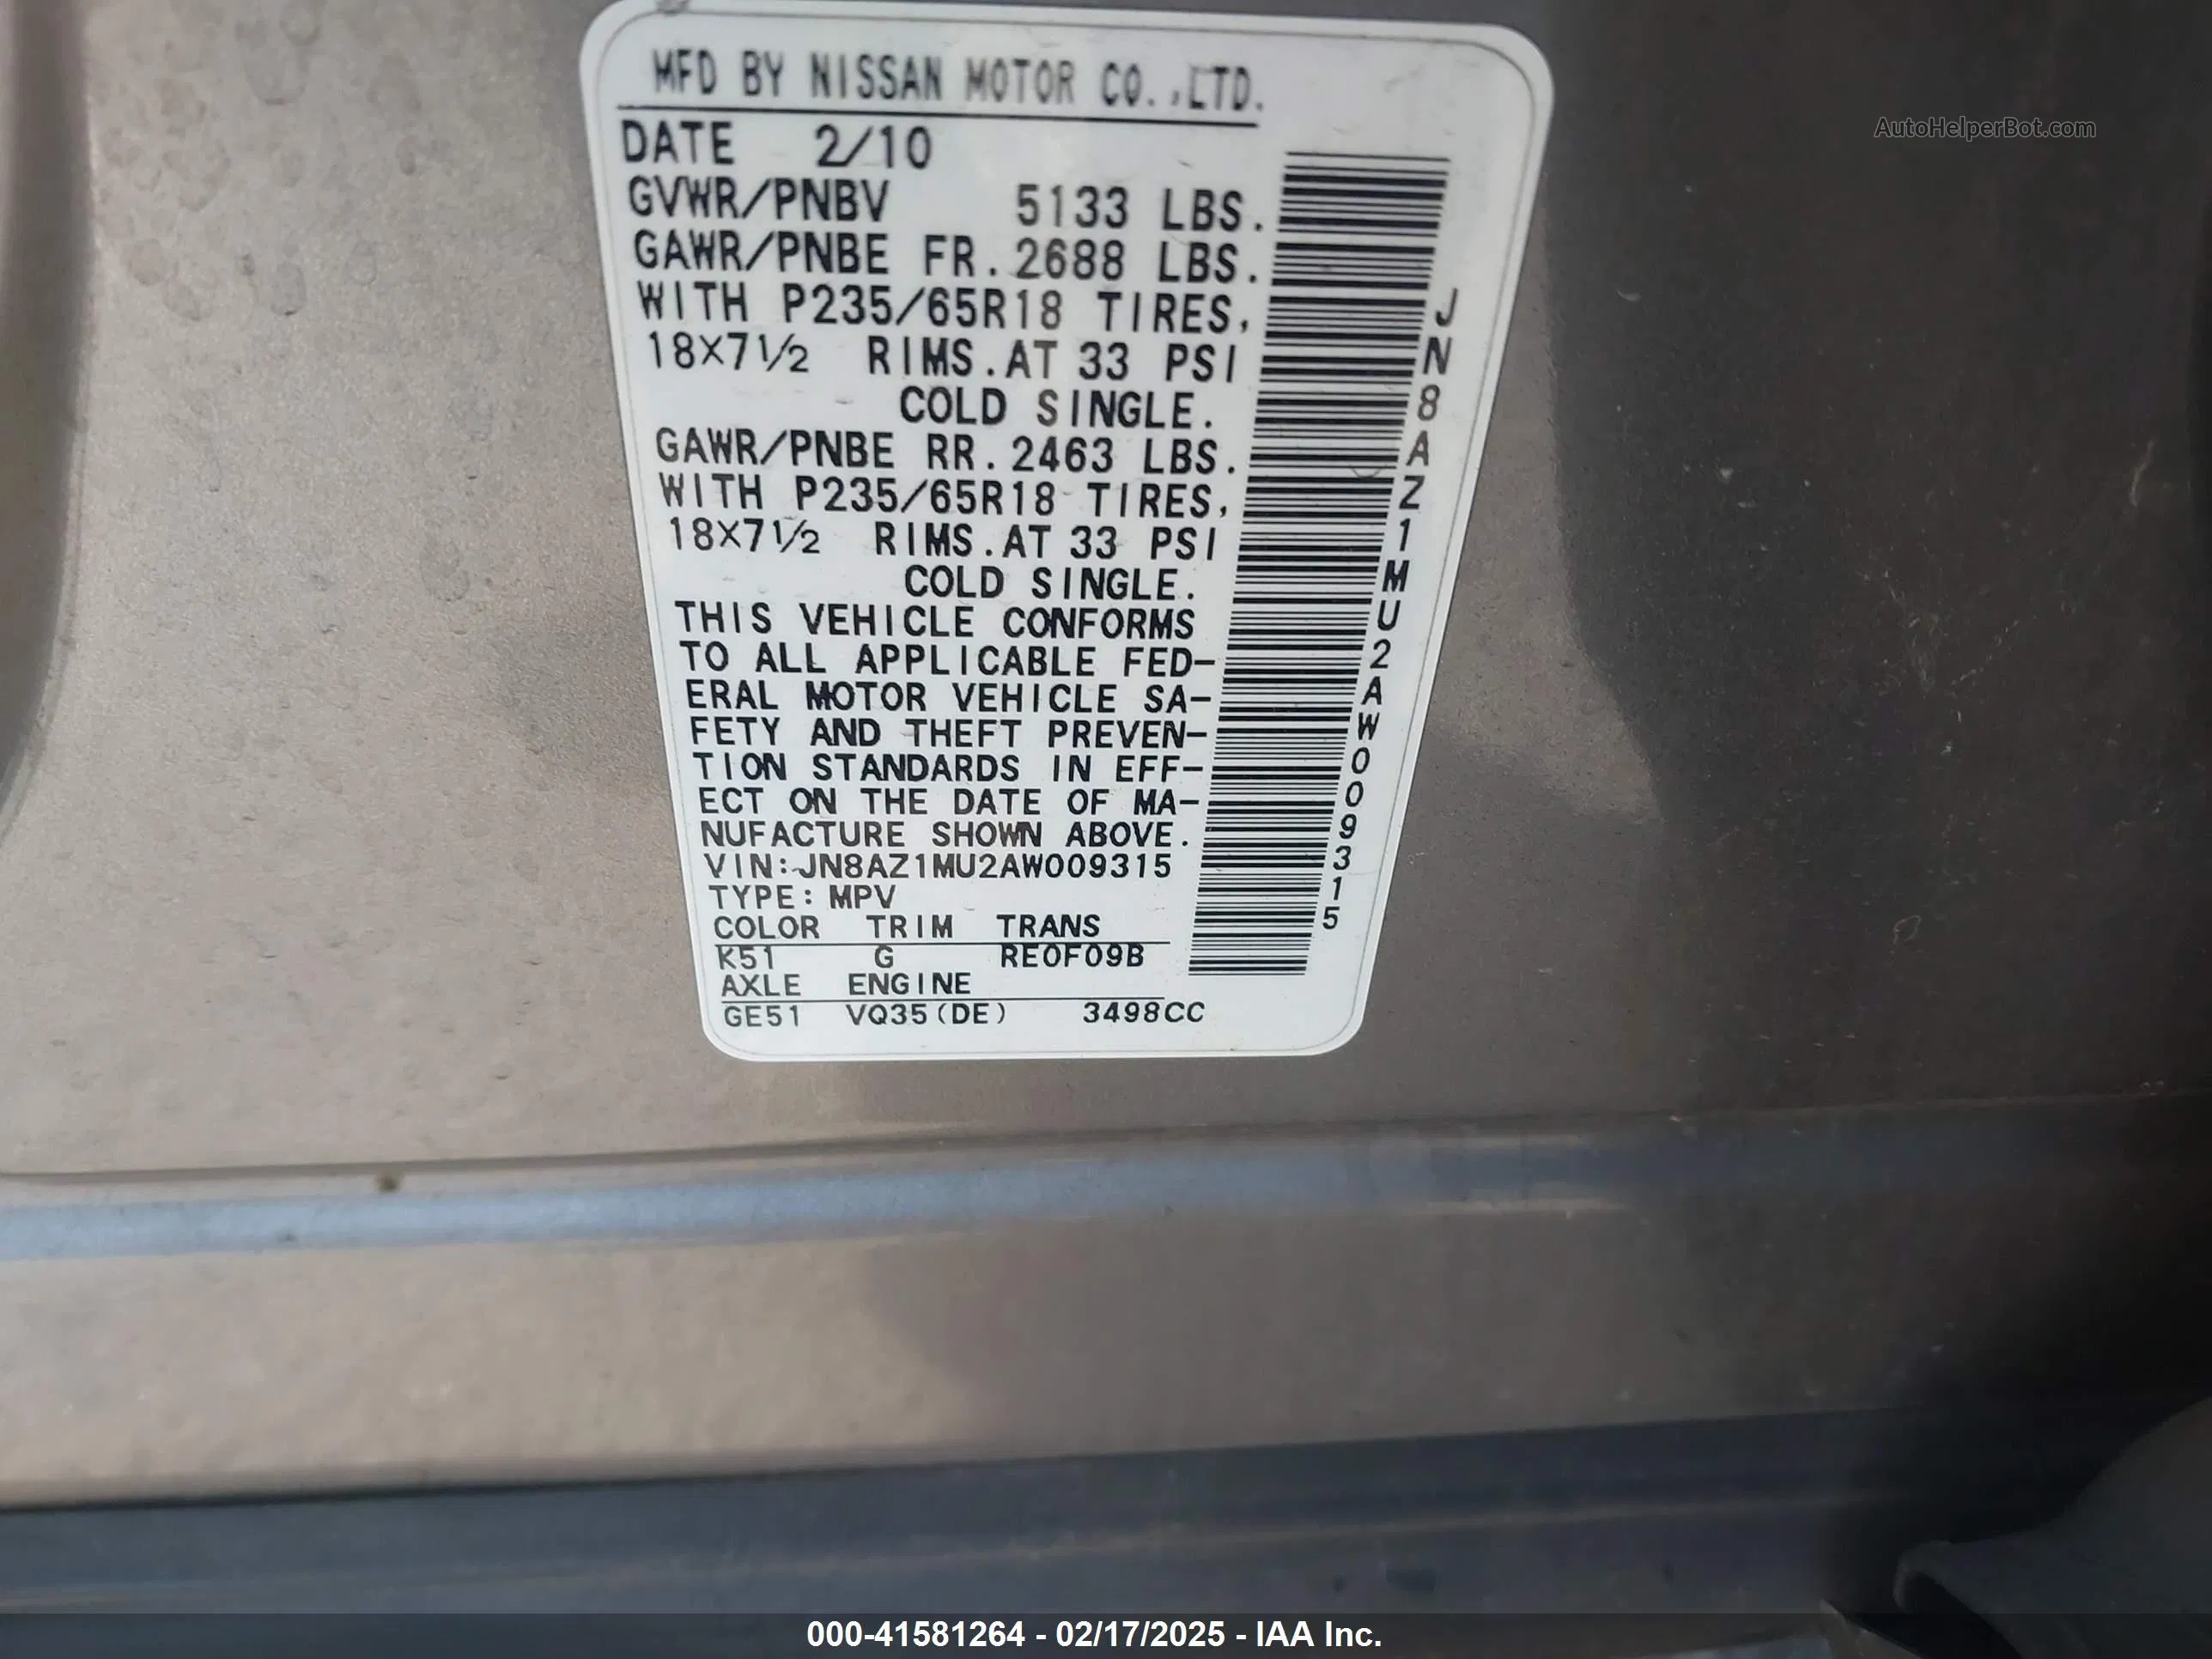 MFD BY NISSAN MOTOR CO.,LTD.
DATE 2/10
GVWR/PNBV 5133 LBS.
GAWR/PNBE FR. 2688 LBS.
WITH P235/65R18 TIRES,
18×7½ RIMS. AT 33 PSI
COLD SINGLE.
GAWR/PNBE RR. 2463 LBS.
WITH P235/65R18 TIRES,
18×7½ RIMS. AT 33 PSI
COLD SINGLE.
THIS VEHICLE CONFORMS
TO ALL APPLICABLE FED-
ERAL MOTOR VEHICLE SA-
FETY AND THEFT PREVEN-
TION STANDARDS IN EFF-
ECT ON THE DATE OF MA-
NUFACTURE SHOWN ABOVE.
VIN:JN8AZ1MU2AW009315
TYPE: MPV
COLOR TRIM TRANS
K51 G RE0F09B
AXLE ENGINE
GE51 VQ35(DE) 3498CC
JN8AZ1MU2AW009315
AutoHelperBot.com
000-41581264 - 02/17/2025 - IAA Inc.